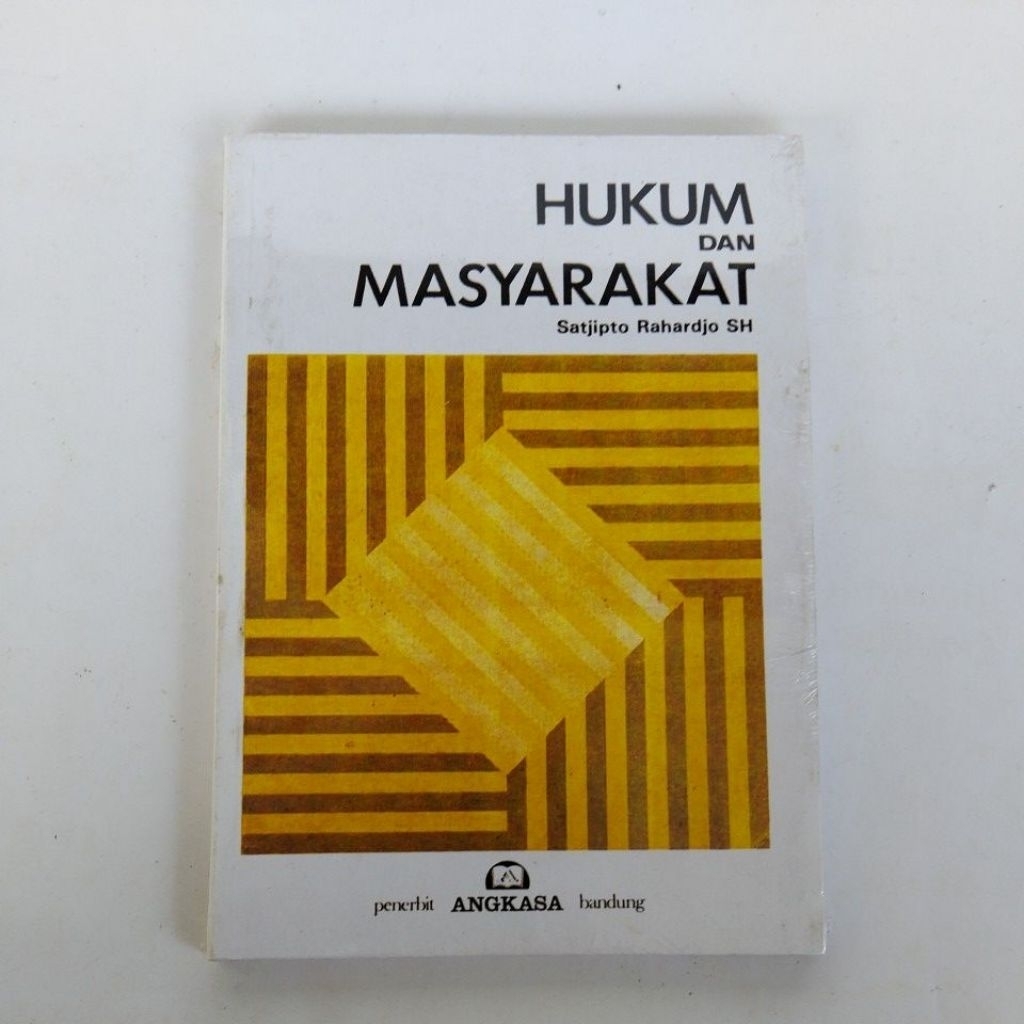 HUKUM
DAN
MASYARAKAT
Satjipto Rahardjo SH
A
penerbit ANGKASA bandung